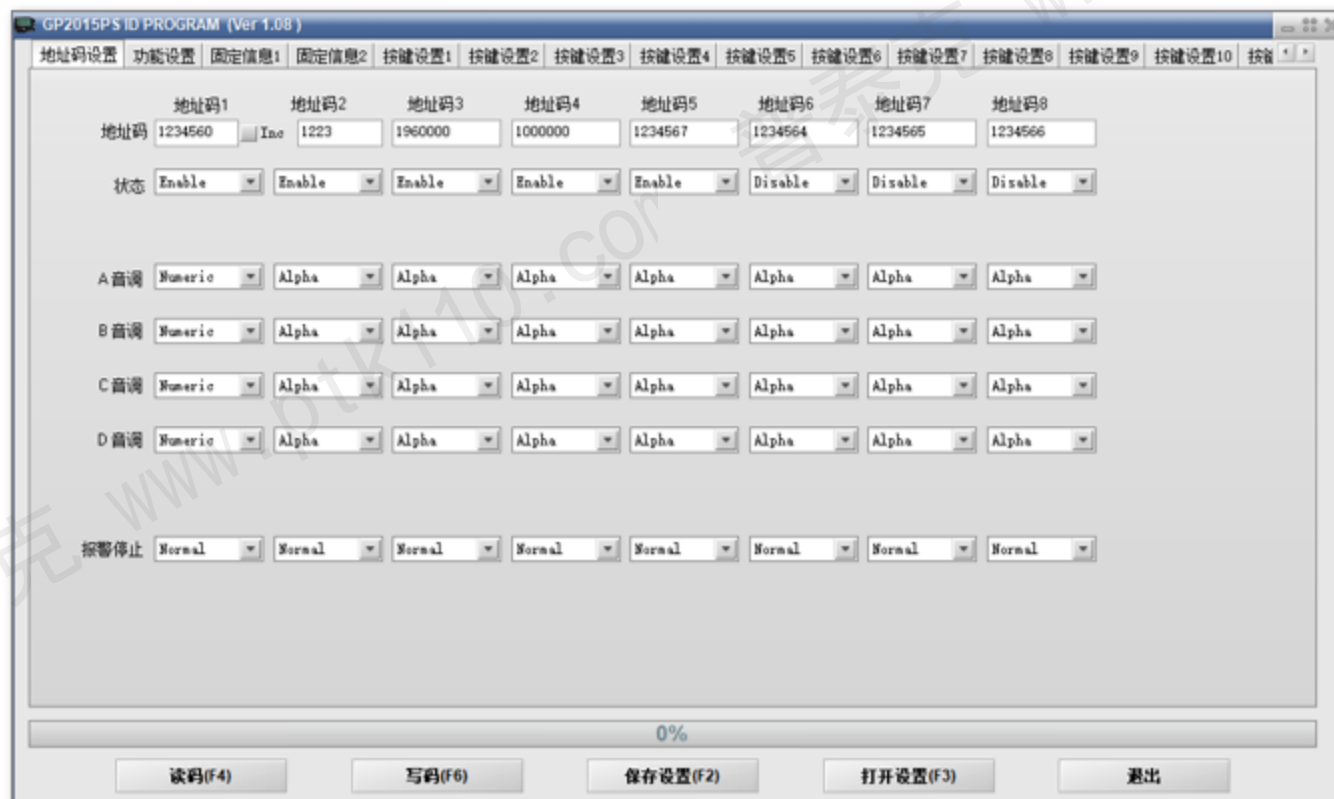 GP2015PS ID PROGRAM (Ver 1.08 )
地址码设置 功能设置 固定信息1 固定信息2 按键设置1 按键设置2 按键设置3 按键设置4 按键设置5 按键设置6 按键设置7 按键设置8 按键设置9 按键设置10 按键
地址码1 地址码2 地址码3 地址码4 地址码5 地址码6 地址码7 地址码8
地址码 1234560 Inc 1223 1960000 1000000 1234567 1234564 1234565 1234566
状态 Enable Enable Enable Enable Enable Disable Disable Disable
A音调 Numeric Alpha Alpha Alpha Alpha Alpha Alpha Alpha
B音调 Numeric Alpha Alpha Alpha Alpha Alpha Alpha Alpha
C音调 Numeric Alpha Alpha Alpha Alpha Alpha Alpha Alpha
D音调 Numeric Alpha Alpha Alpha Alpha Alpha Alpha Alpha
报警停止 Normal Normal Normal Normal Normal Normal Normal Normal
0%
读码(F4) 写码(F6) 保存设置(F2) 打开设置(F3) 退出
克 www.ptk110.com 普泰克 w